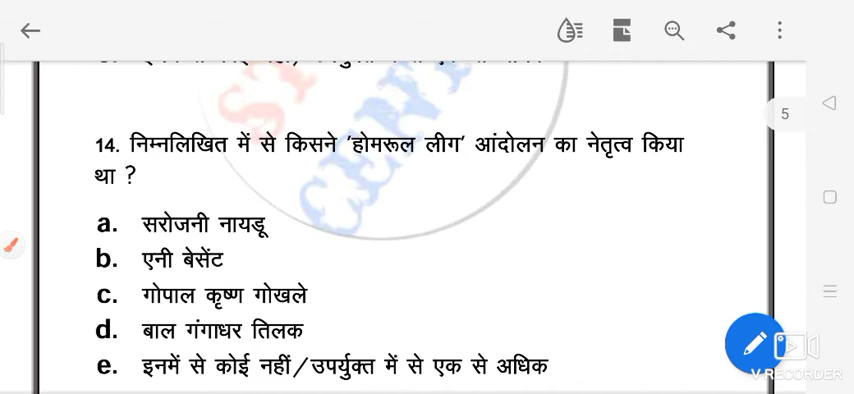 5
14. निम्नलिखित में से किसने 'होमरूल लीग' आंदोलन का नेतृत्व किया
था ?
a. सरोजनी नायडू
b. एनी बेसेंट
c. गोपाल कृष्ण गोखले
d. बाल गंगाधर तिलक
e. इनमें से कोई नहीं/उपर्युक्त में से एक से अधिक
V RECORDER